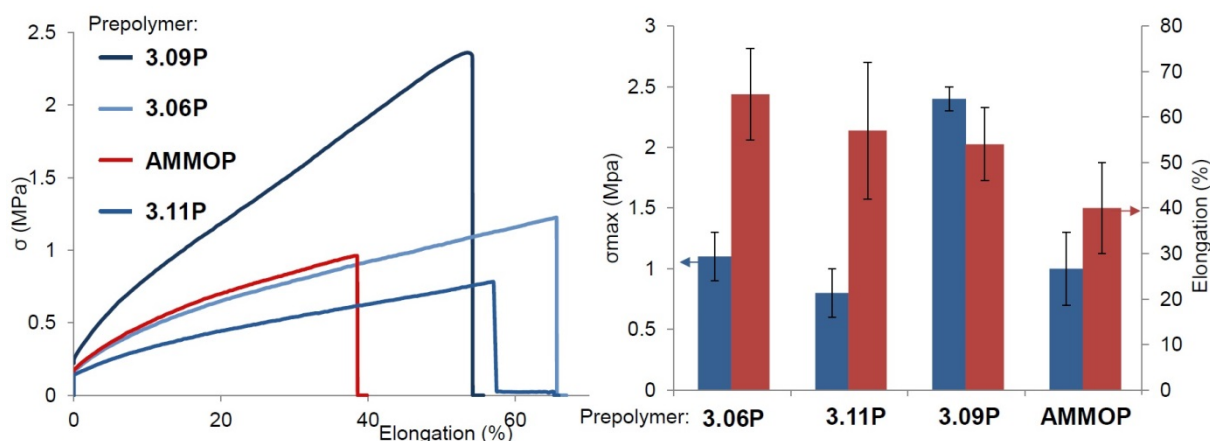 Prepolymer:
3.09P
3.06P
AMMOP
3.11P
2.5
2
1.5
1
0.5
0
σ (MPa)
0
20
40
60
Elongation (%)
3
2.5
2
1.5
1
0.5
0
σmax (Mpa)
80
70
60
50
40
30
20
10
0
Elongation (%)
Prepolymer: 3.06P 3.11P 3.09P AMMOP